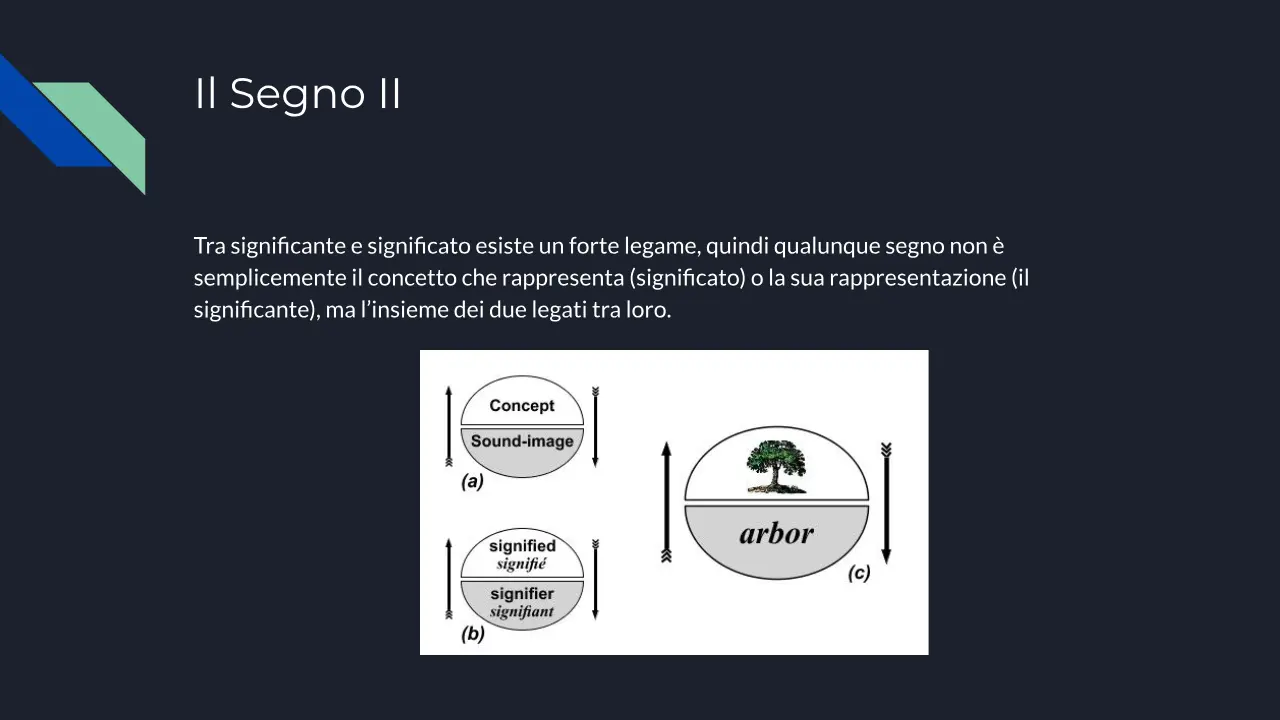 Il Segno II
Tra significante e significato esiste un forte legame, quindi qualunque segno non è
semplicemente il concetto che rappresenta (significato) o la sua rappresentazione (il
significante), ma l’insieme dei due legati tra loro.
Concept
Sound-image
(a)
signified
signifié
signifier
signifiant
(b)
arbor
(c)